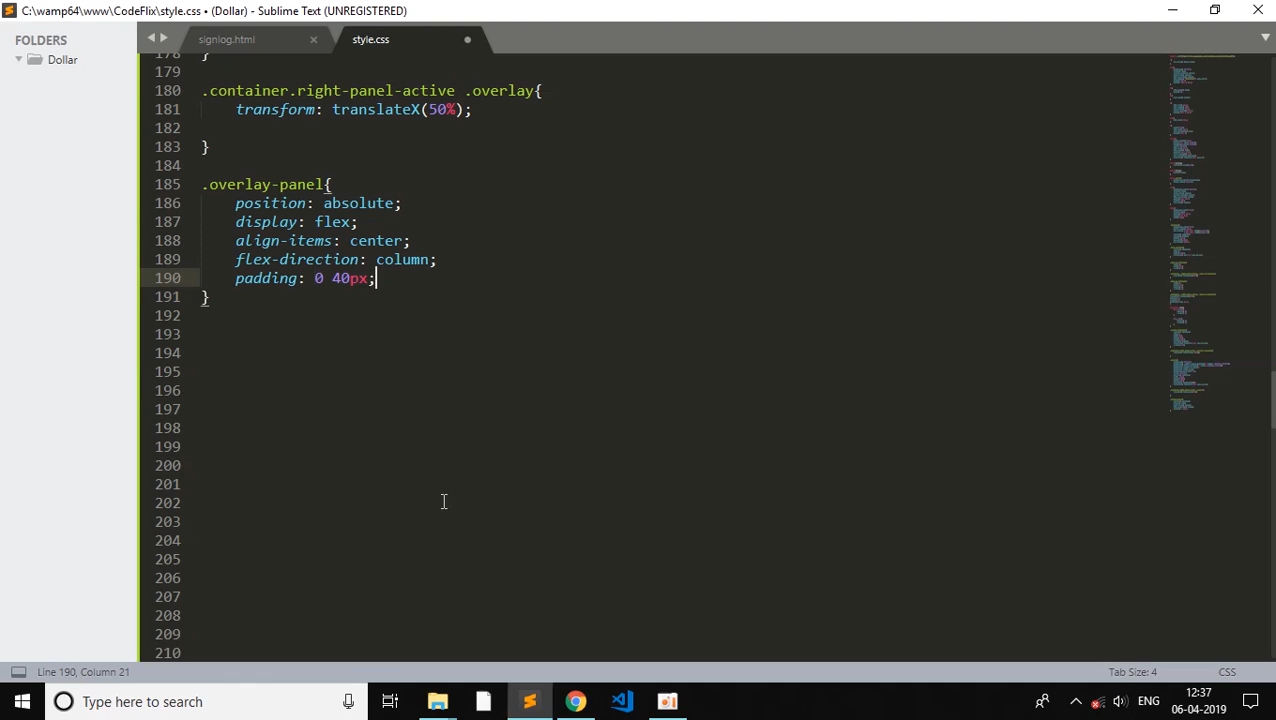 C:\wamp64\www\CodeFlix\style.css • (Dollar) - Sublime Text (UNREGISTERED)
FOLDERS
Dollar
signlog.html
style.css
178 }
179
180 .container.right-panel-active .overlay{
181 transform: translateX(50%);
182
183 }
184
185 .overlay-panel{
186 position: absolute;
187 display: flex;
188 align-items: center;
189 flex-direction: column;
190 padding: 0 40px;
191 }
192
193
194
195
196
197
198
199
200
201
202
203
204
205
206
207
208
209
210
Line 190, Column 21
Tab Size: 4
CSS
Type here to search
ENG
12:37
06-04-2019